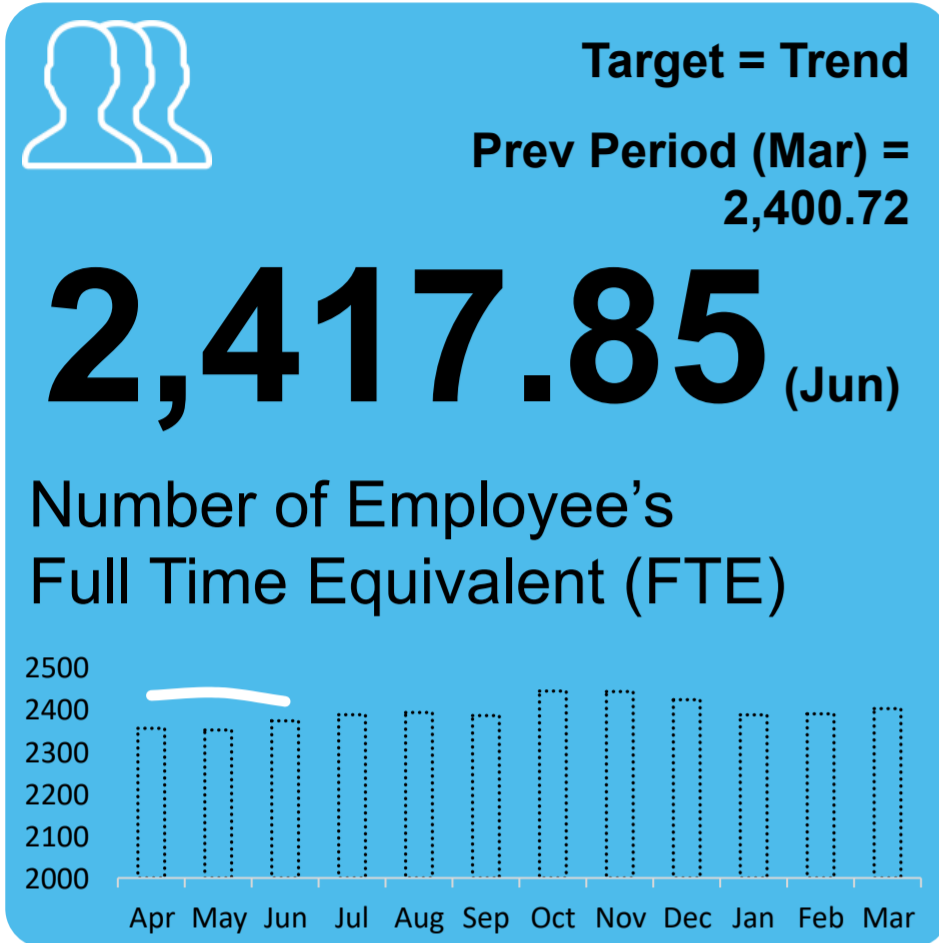 Target = Trend
Prev Period (Mar) =
2,400.72
2,417.85 (Jun)
Number of Employee’s
Full Time Equivalent (FTE)
2500
2400
2300
2200
2100
2000
Apr May Jun Jul Aug Sep Oct Nov Dec Jan Feb Mar